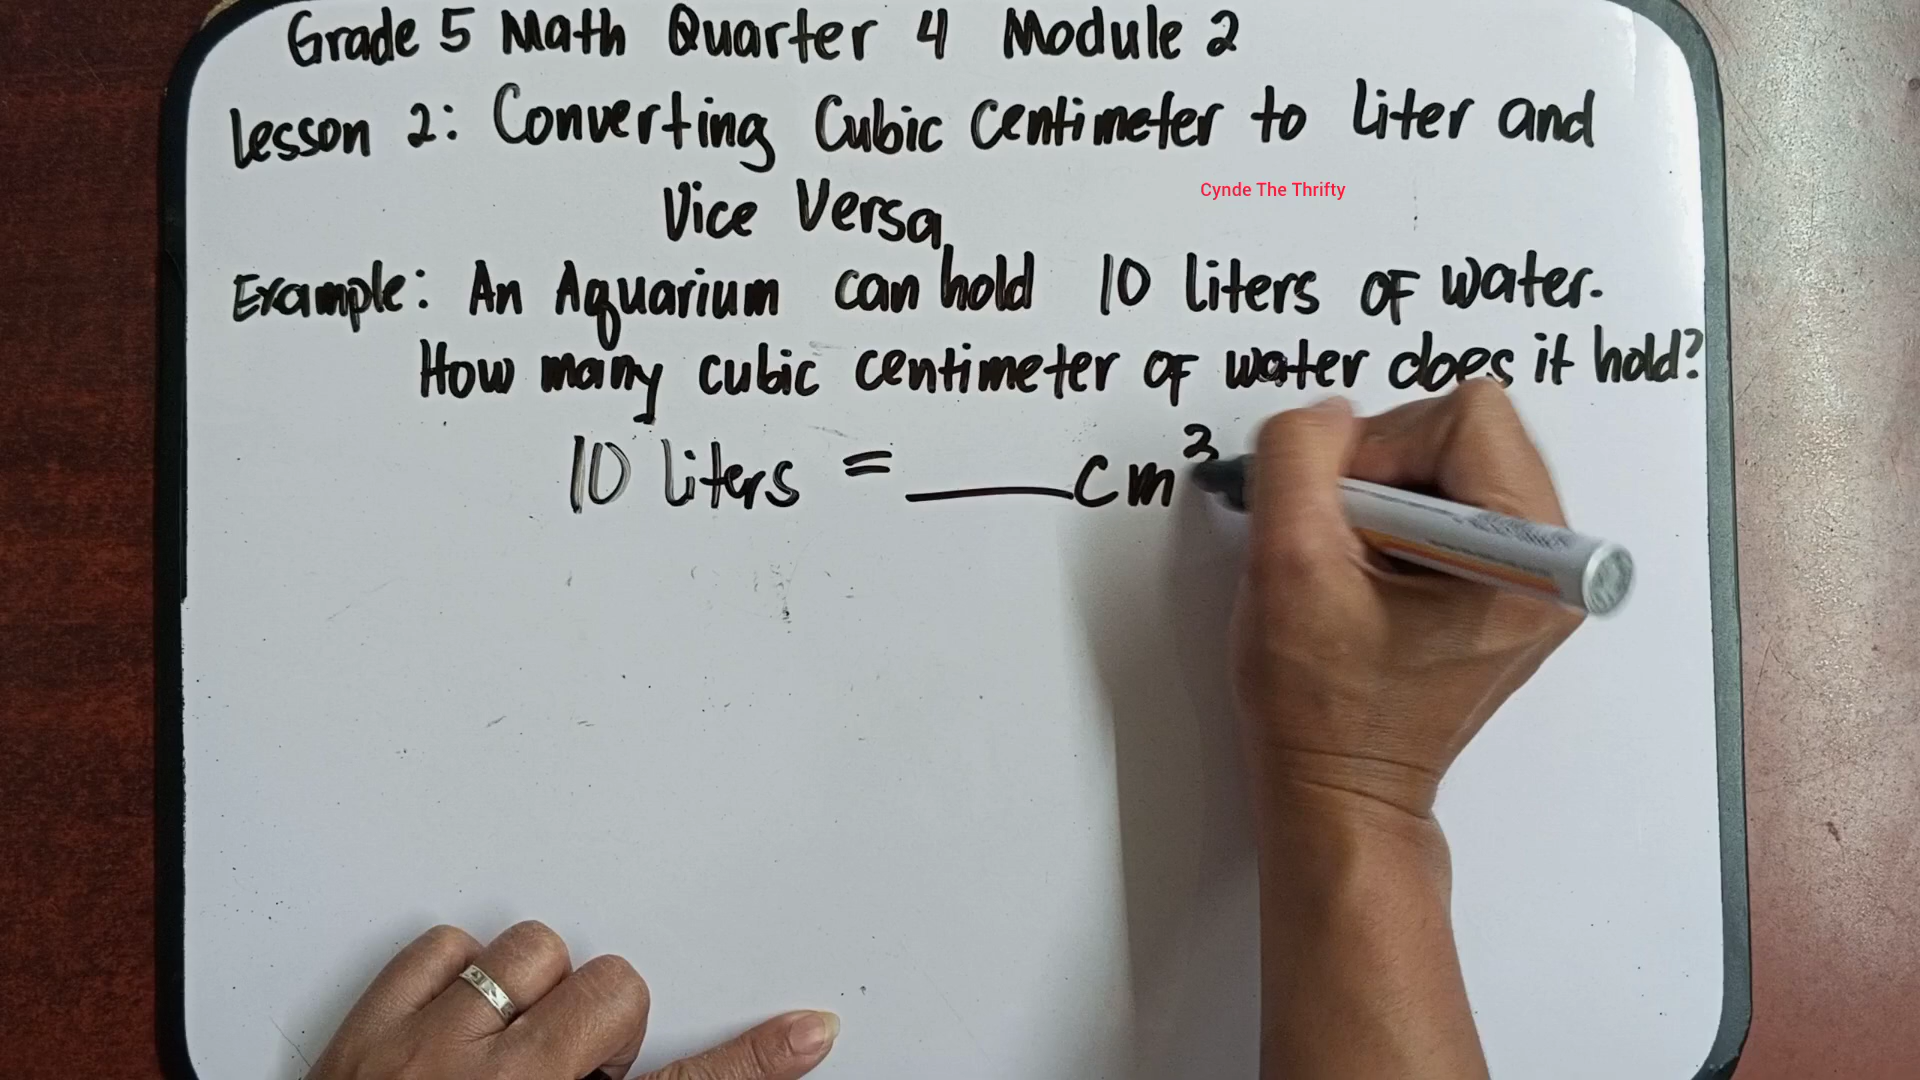 Grade 5 Math Quarter 4 Module 2
Lesson 2: Converting Cubic Centimeter to Liter and
Vice Versa
Cynde The Thrifty
Example: An Aquarium can hold 10 liters of water.
How many cubic centimeter of water does it hold?
10 liters = ___cm³